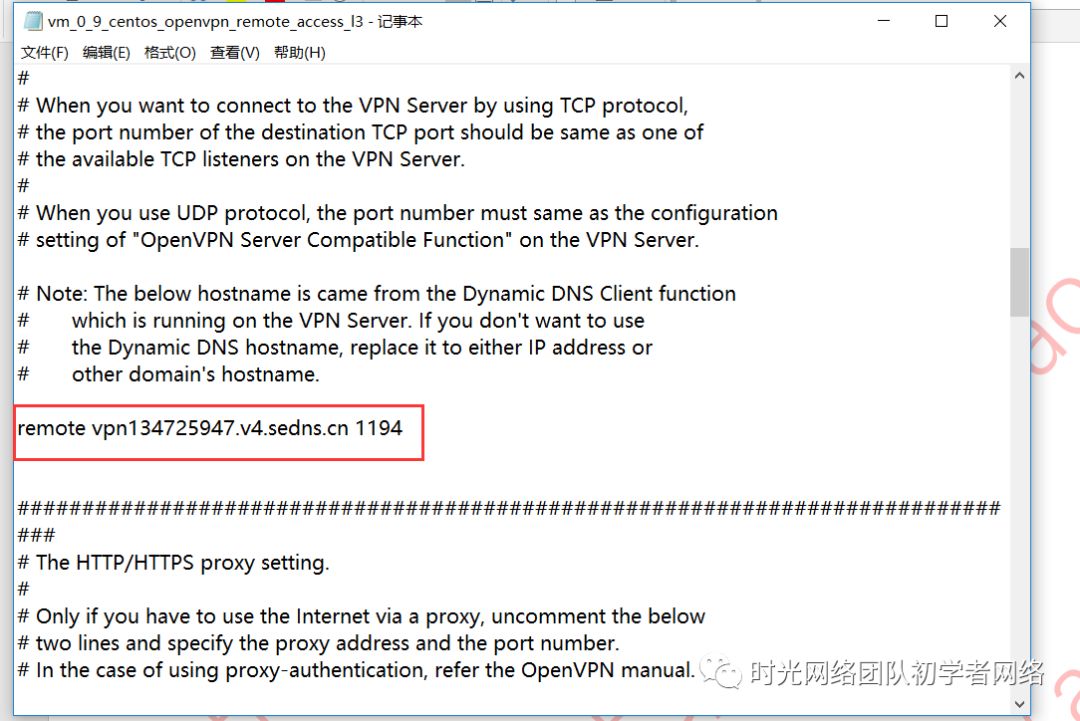 vm_0_9_centos_openvpn_remote_access_l3 - 记事本
文件(F) 编辑(E) 格式(O) 查看(V) 帮助(H)
#
# When you want to connect to the VPN Server by using TCP protocol,
# the port number of the destination TCP port should be same as one of
# the available TCP listeners on the VPN Server.
#
# When you use UDP protocol, the port number must same as the configuration
# setting of "OpenVPN Server Compatible Function" on the VPN Server.
# Note: The below hostname is came from the Dynamic DNS Client function
# which is running on the VPN Server. If you don't want to use
# the Dynamic DNS hostname, replace it to either IP address or
# other domain's hostname.
remote vpn134725947.v4.sedns.cn 1194
############################################################################
###
# The HTTP/HTTPS proxy setting.
#
# Only if you have to use the Internet via a proxy, uncomment the below
# two lines and specify the proxy address and the port number.
# In the case of using proxy-authentication, refer the OpenVPN manual.
时光网络团队初学者网络